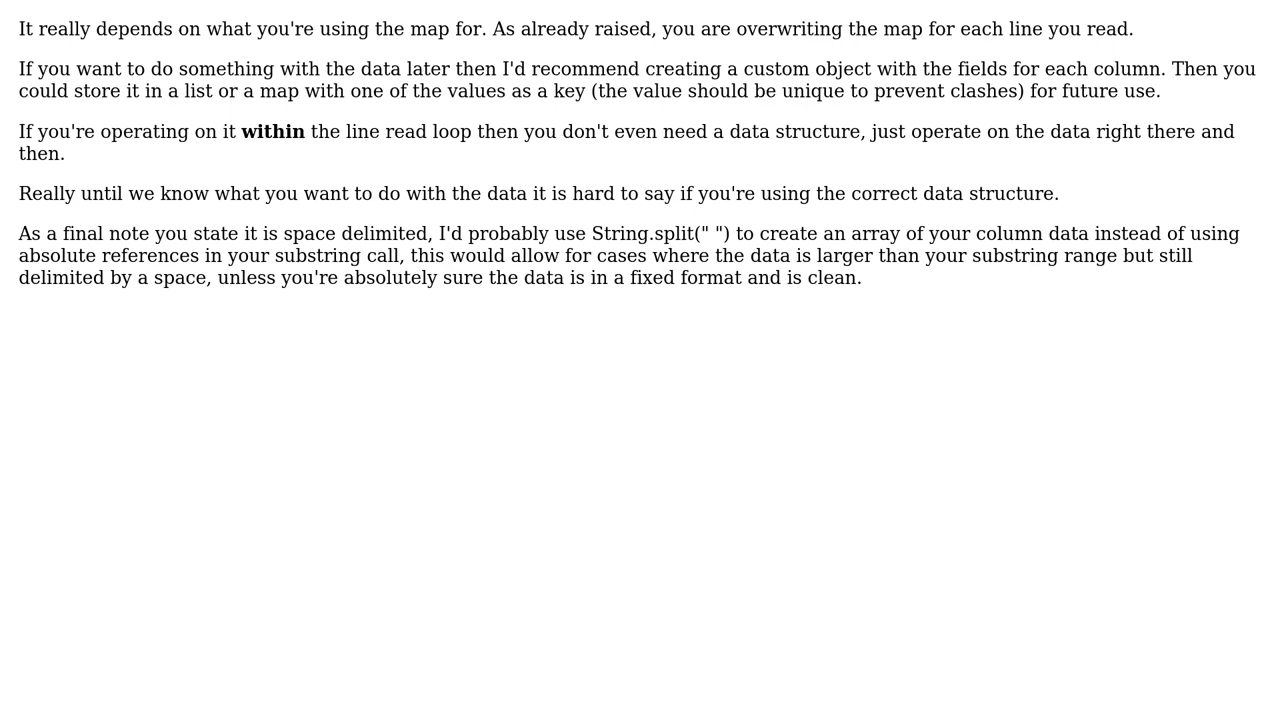 It really depends on what you're using the map for. As already raised, you are overwriting the map for each line you read.
If you want to do something with the data later then I'd recommend creating a custom object with the fields for each column. Then you
could store it in a list or a map with one of the values as a key (the value should be unique to prevent clashes) for future use.
If you're operating on it within the line read loop then you don't even need a data structure, just operate on the data right there and
then.
Really until we know what you want to do with the data it is hard to say if you're using the correct data structure.
As a final note you state it is space delimited, I'd probably use String.split(" ") to create an array of your column data instead of using
absolute references in your substring call, this would allow for cases where the data is larger than your substring range but still
delimited by a space, unless you're absolutely sure the data is in a fixed format and is clean.